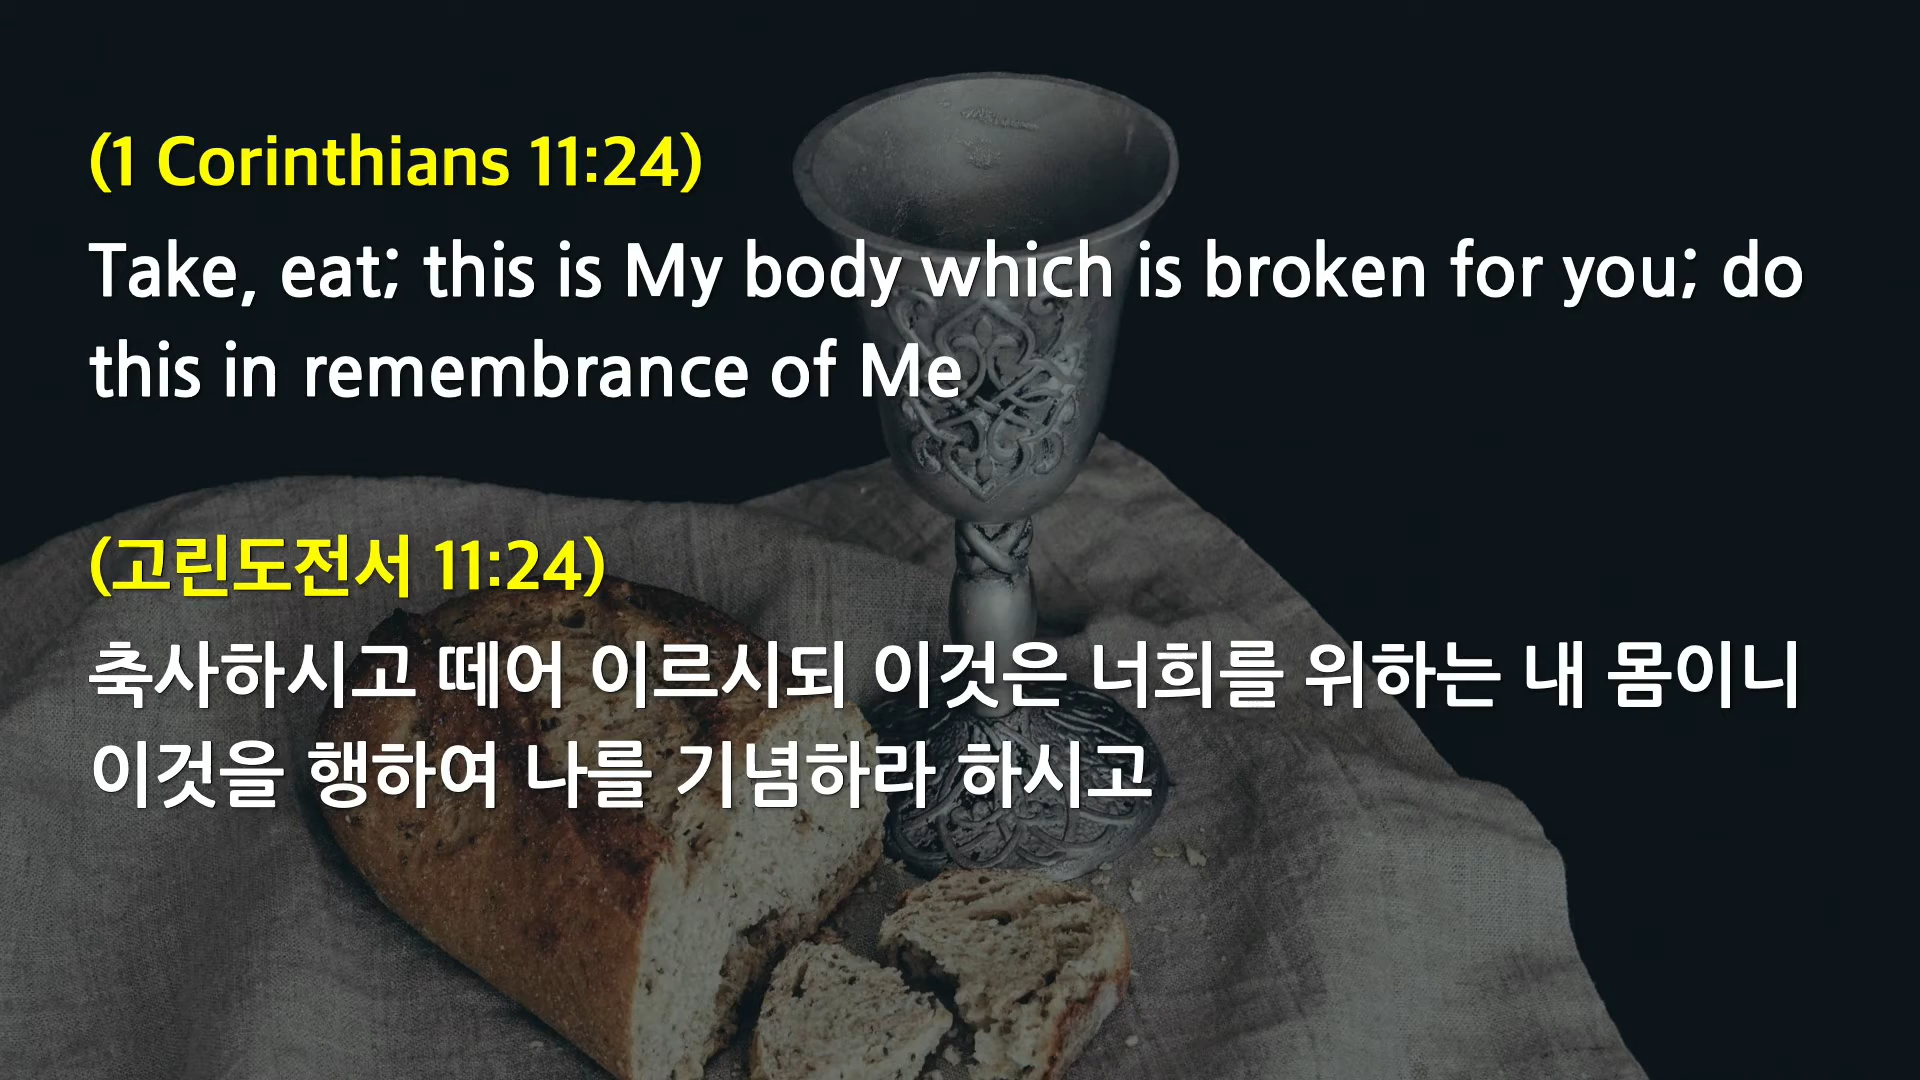 (1 Corinthians 11:24)
Take, eat; this is My body which is broken for you; do
this in remembrance of Me
(고린도전서 11:24)
축사하시고 떼어 이르시되 이것은 너희를 위하는 내 몸이니
이것을 행하여 나를 기념하라 하시고